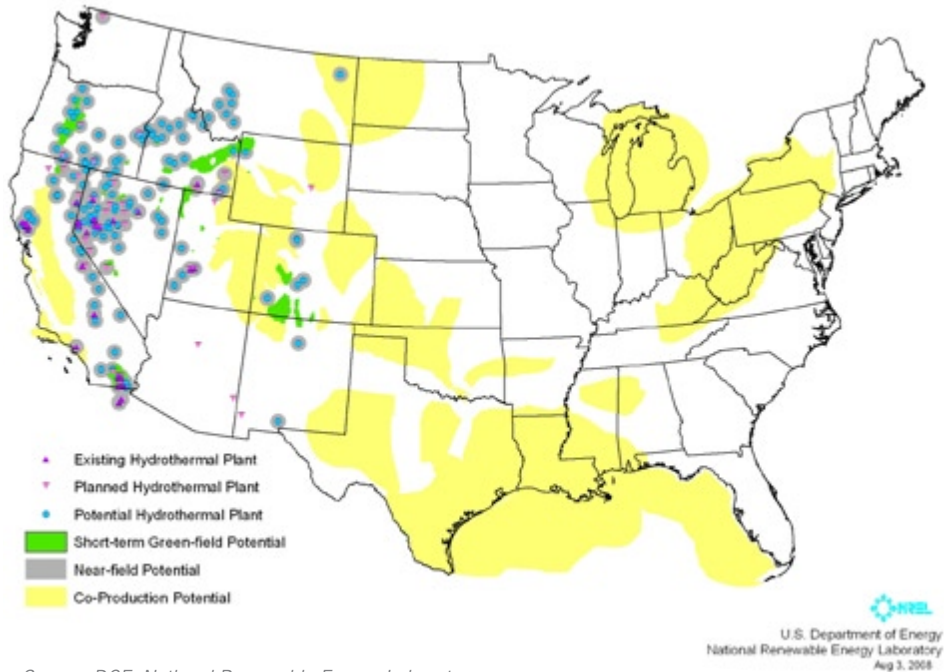 Existing Hydrothermal Plant
Planned Hydrothermal Plant
Potential Hydrothermal Plant
Short-term Green-field Potential
Near-field Potential
Co-Production Potential
NREL
U.S. Department of Energy
National Renewable Energy Laboratory
Aug 3, 2008